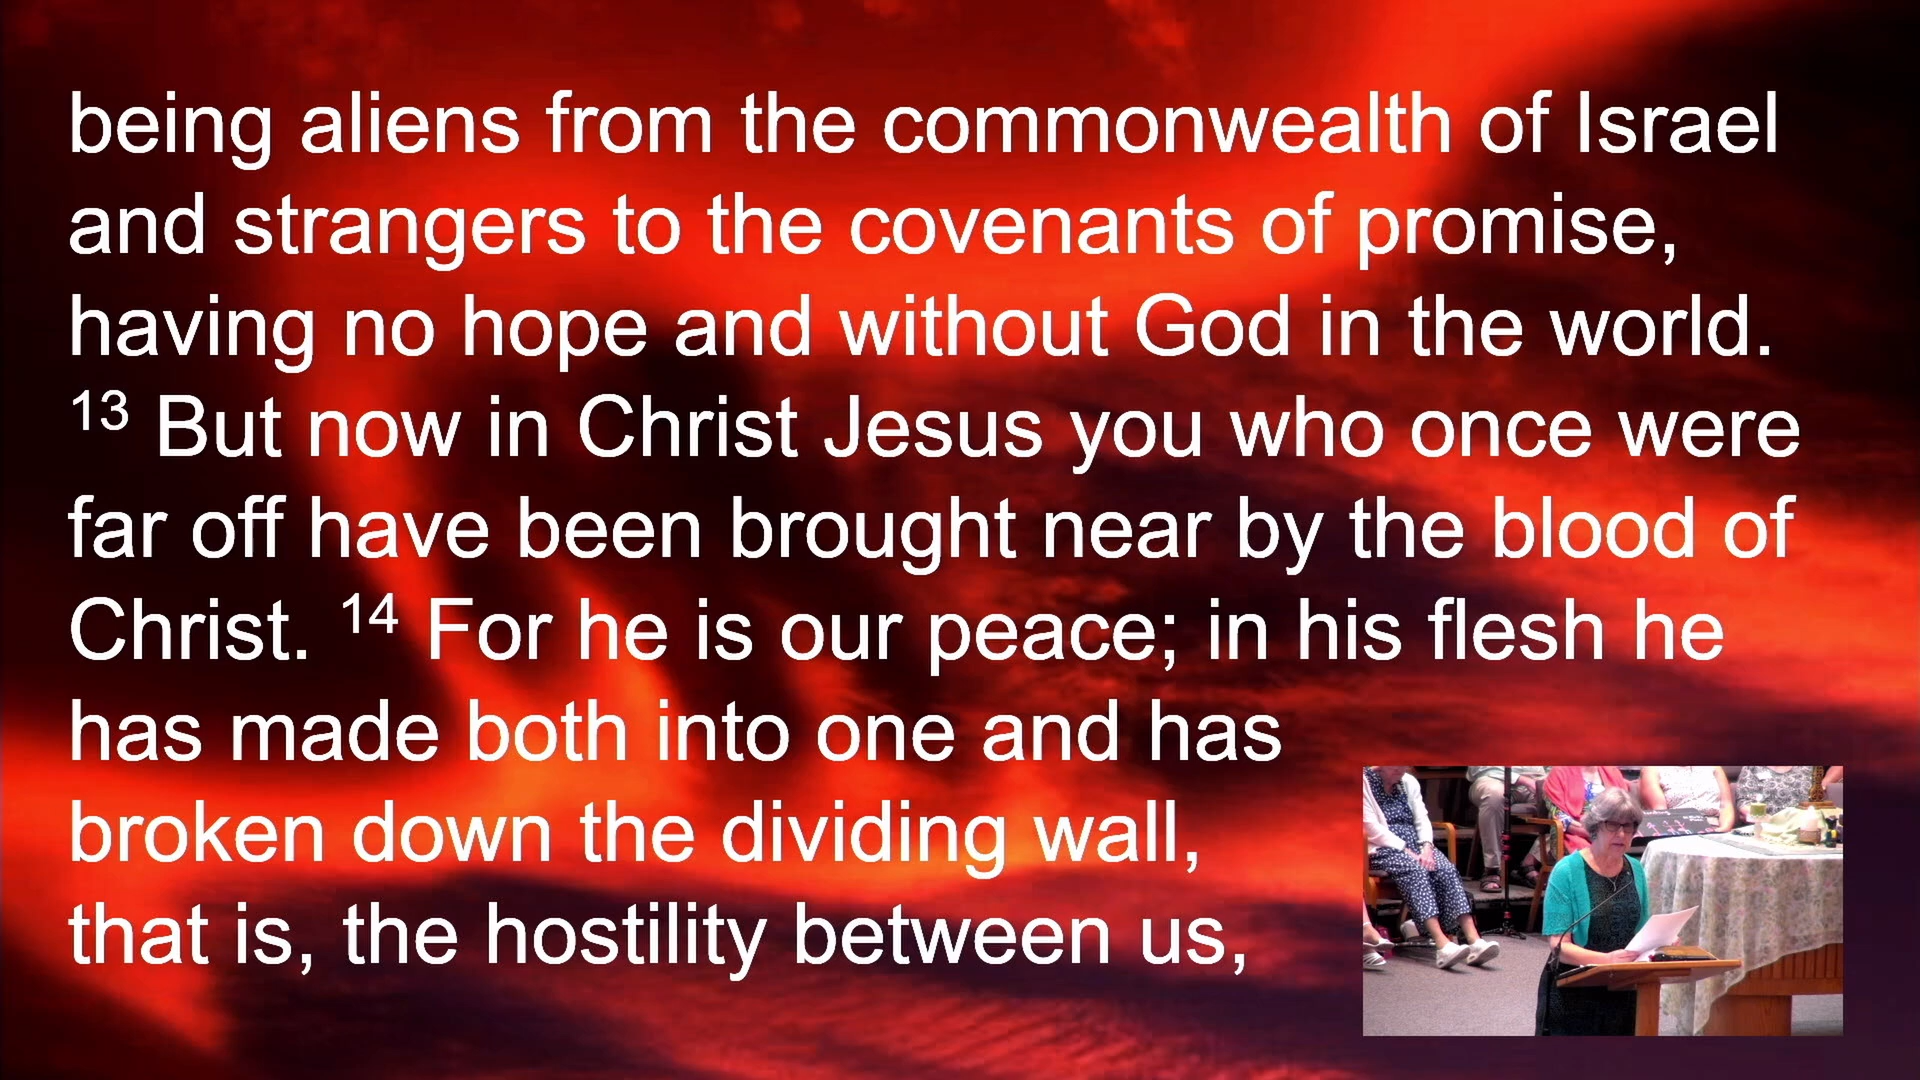 being aliens from the commonwealth of Israel
and strangers to the covenants of promise,
having no hope and without God in the world.
13 But now in Christ Jesus you who once were
far off have been brought near by the blood of
Christ. 14 For he is our peace; in his flesh he
has made both into one and has
broken down the dividing wall,
that is, the hostility between us,